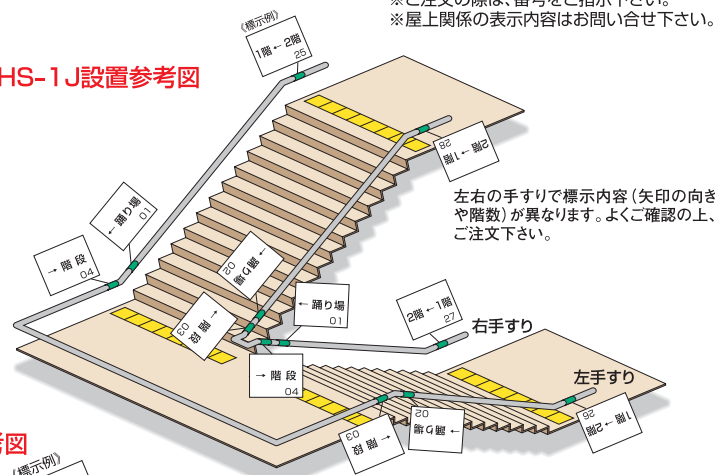 ※ご注文の際は、番号をご指示下さい。
※屋上関係の表示内容はお問い合せ下さい。
HS-1J設置参考図
《標示例》
1階←2階
25
2階→1階
28
左右の手すりで標示内容(矢印の向き
や階数)が異なります。よくご確認の上、
ご注文下さい。
←踊り場
01
→階段
04
踊り場→
02
階段←
03
←踊り場
01
2階←1階
27
右手すり
→階段
04
左手すり
1階→2階
26
踊り場→
02
階段←
03
考図
《標示例》